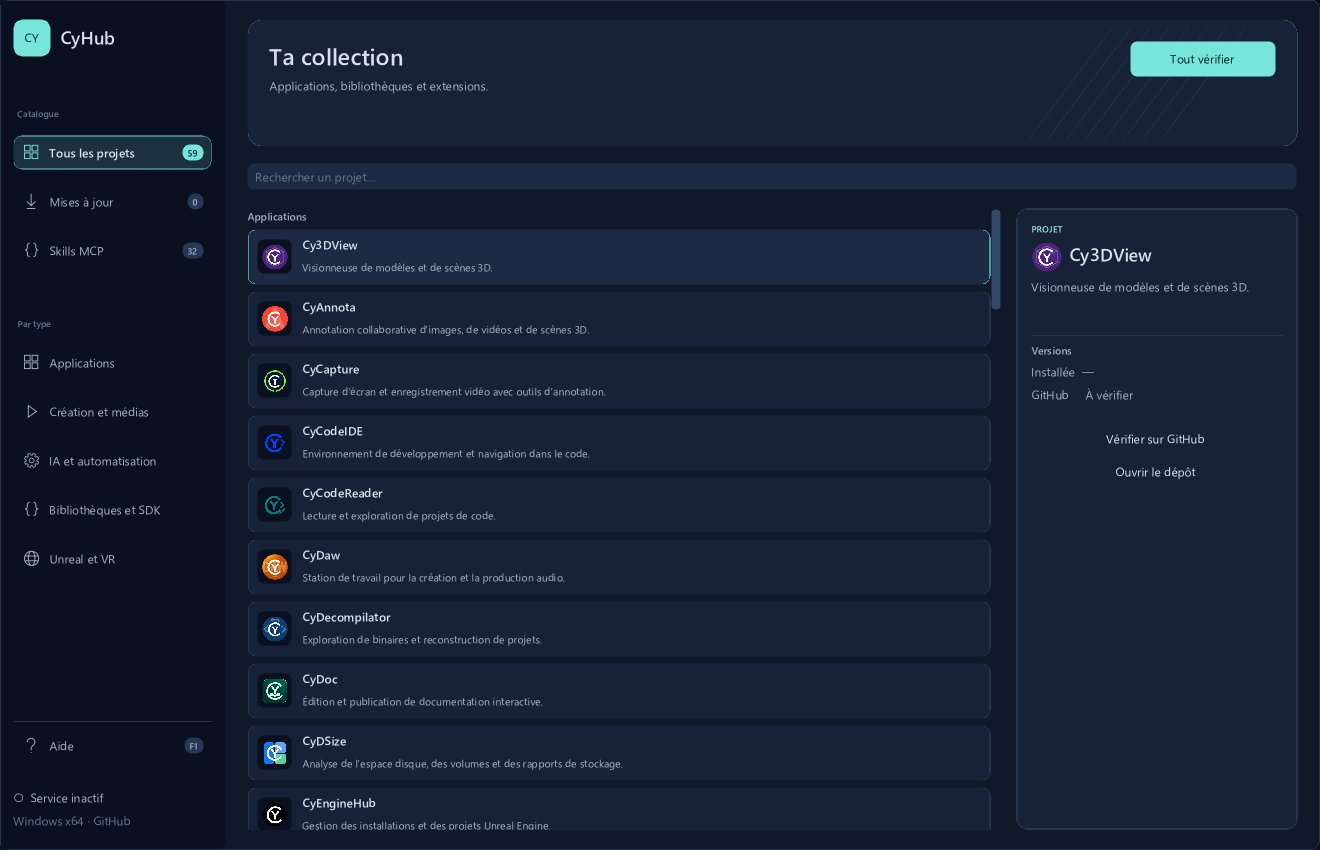 CY
CyHub
Catalogue
Tous les projets 59
Mises à jour 0
Skills MCP 32
Par type
Applications
Création et médias
IA et automatisation
Bibliothèques et SDK
Unreal et VR
Aide F1
Service inactif
Windows x64 · GitHub
Ta collection
Applications, bibliothèques et extensions.
Tout vérifier
Rechercher un projet...
Applications
Cy3DView
Visionneuse de modèles et de scènes 3D.
CyAnnota
Annotation collaborative d'images, de vidéos et de scènes 3D.
CyCapture
Capture d'écran et enregistrement vidéo avec outils d'annotation.
CyCodeIDE
Environnement de développement et navigation dans le code.
CyCodeReader
Lecture et exploration de projets de code.
CyDaw
Station de travail pour la création et la production audio.
CyDecompilator
Exploration de binaires et reconstruction de projets.
CyDoc
Édition et publication de documentation interactive.
CyDSize
Analyse de l'espace disque, des volumes et des rapports de stockage.
CyEngineHub
Gestion des installations et des projets Unreal Engine.
PROJET
Cy3DView
Visionneuse de modèles et de scènes 3D.
Versions
Installée —
GitHub À vérifier
Vérifier sur GitHub
Ouvrir le dépôt